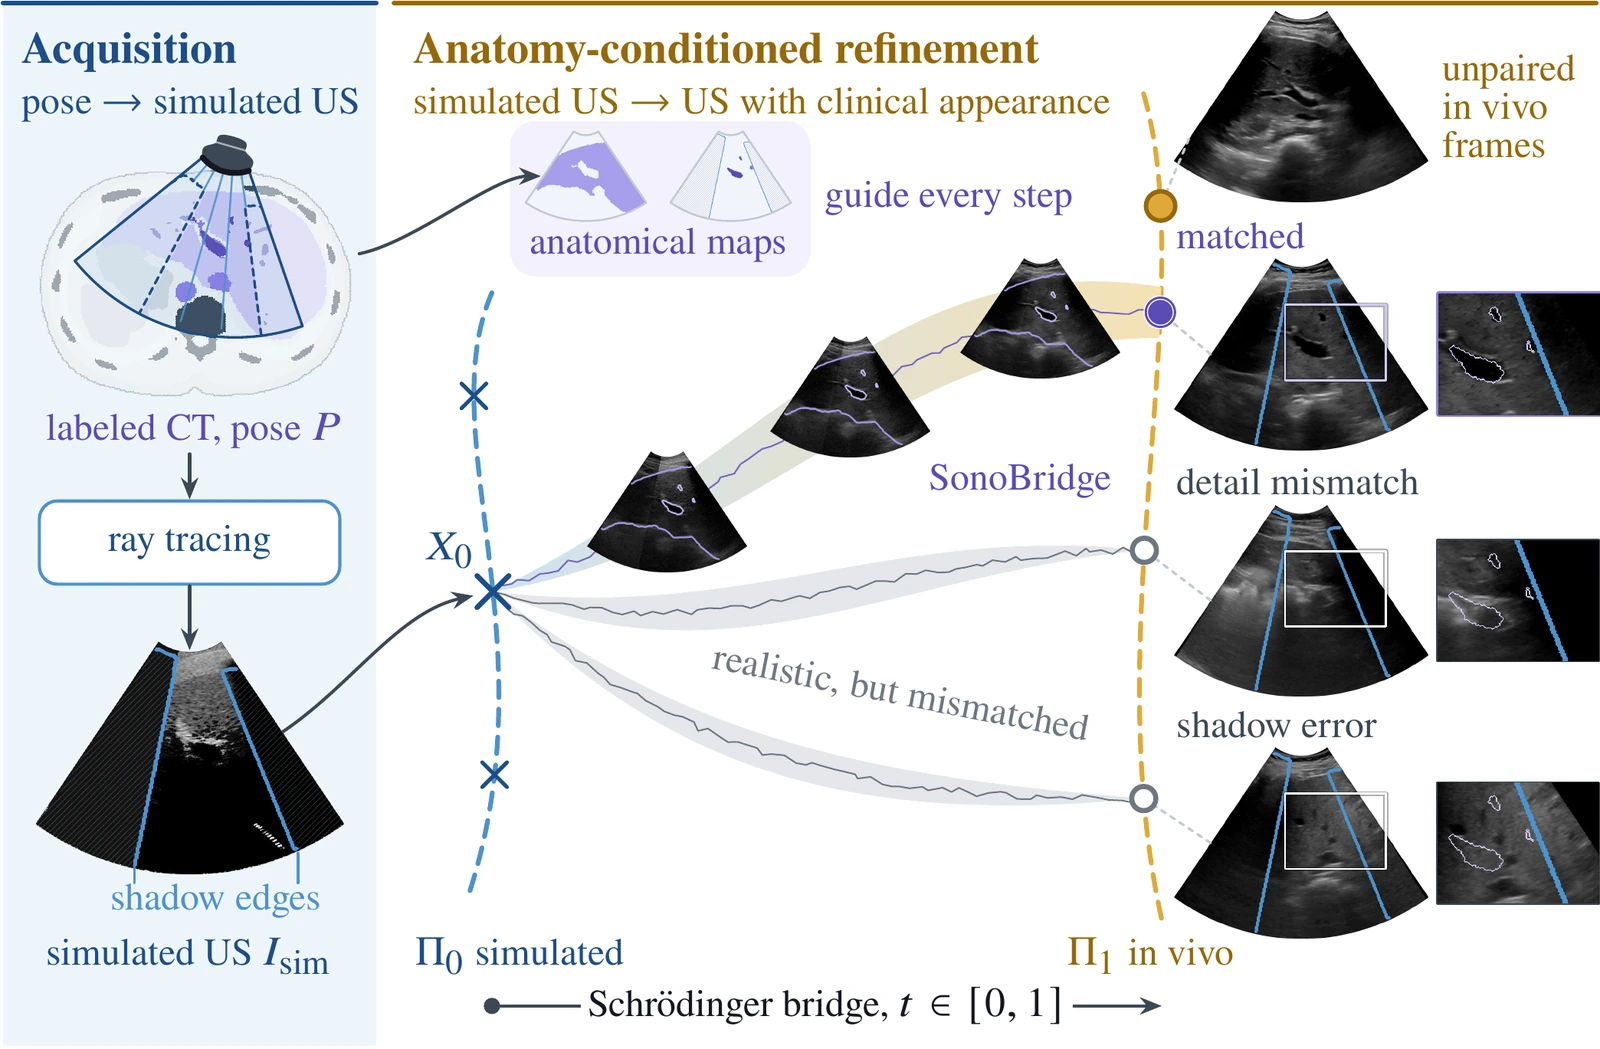 Acquisition
pose → simulated US
labeled CT, pose P
ray tracing
shadow edges
simulated US I_sim
Anatomy-conditioned refinement
simulated US → US with clinical appearance
anatomical maps
guide every step
unpaired
in vivo
frames
matched
SonoBridge
detail mismatch
X₀
realistic, but mismatched
shadow error
Π₀ simulated
Π₁ in vivo
Schrödinger bridge, t ∈ [0, 1]